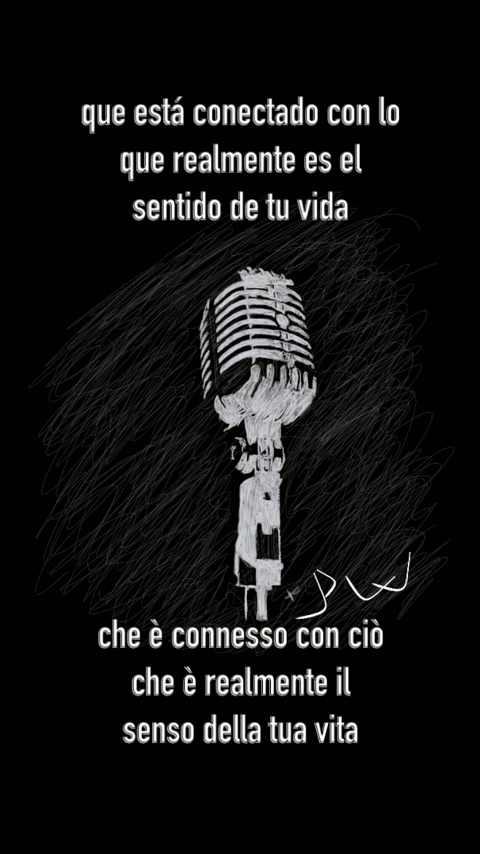 que está conectado con lo
que realmente es el
sentido de tu vida
PW
che è connesso con ciò
che è realmente il
senso della tua vita